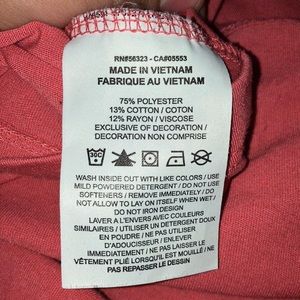 RN#56323 - CA#05553
MADE IN VIETNAM
FABRIQUE AU VIETNAM
75% POLYESTER
13% COTTON / COTON
12% RAYON / VISCOSE
EXCLUSIVE OF DECORATION /
DECORATION NON COMPRISE
WASH INSIDE OUT WITH LIKE COLORS / USE
MILD POWDERED DETERGENT / DO NOT USE
SOFTENERS / REMOVE IMMEDIATELY / DO
NOT ALLOW TO LAY ON ITSELF WHEN WET /
DO NOT IRON DECORATION
LAVER A L'ENVERS AVEC COULEURS
SIMILAIRES / UTILISER UN DETERGENT DOUX
EN POUDRE / NE PAS UTILISER
D'ADOUCISSEUR / ENLEVER
IMMEDIATEMENT / NE PAS LAISSER LE
VÊTEMENT PLIÉ LORSQU'IL EST MOUILLÉ / NE
PAS REPASSER LE DESSIN